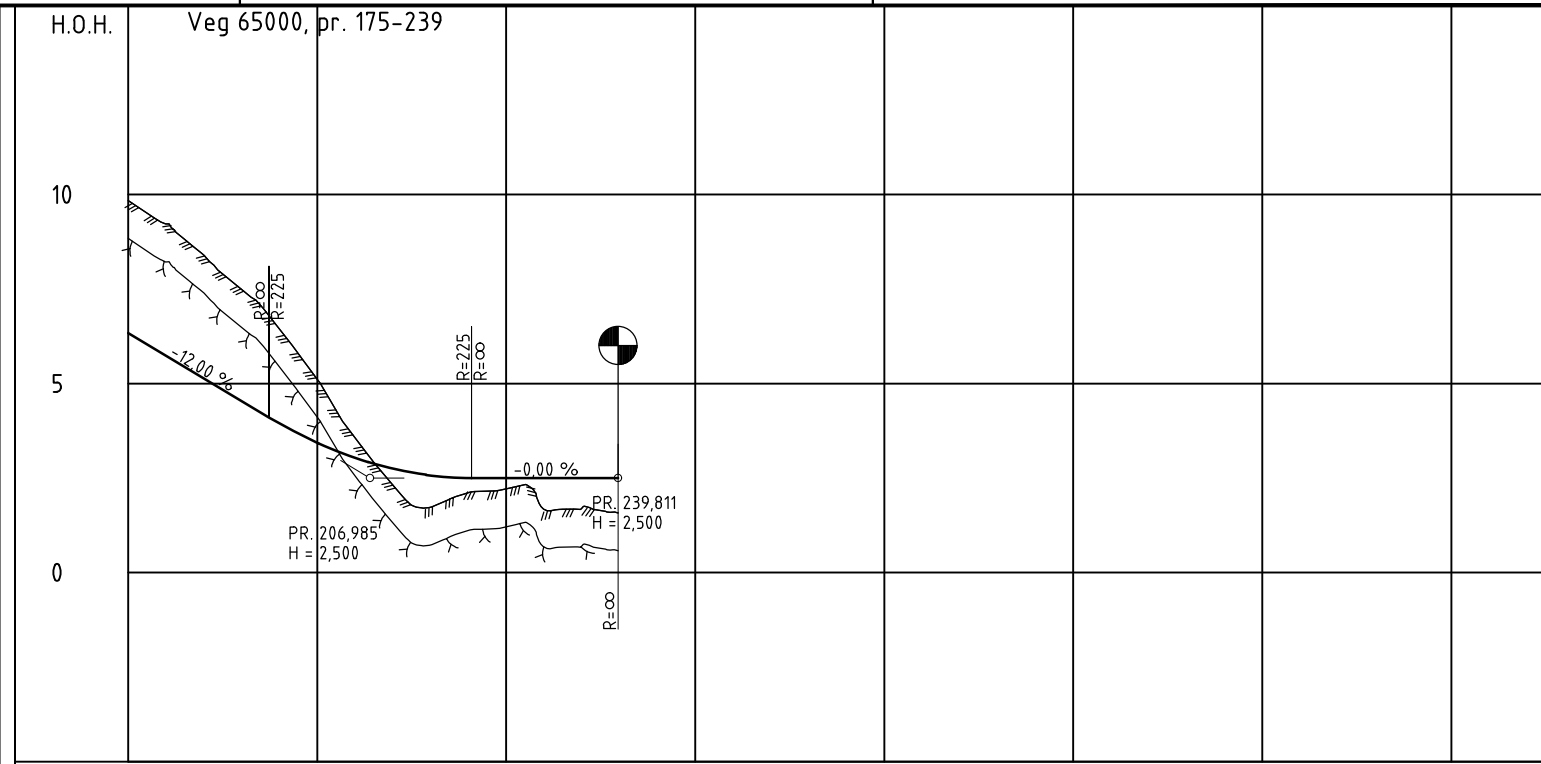 H.O.H.
Veg 65000, pr. 175-239
10
R=∞
R=225
-12,00 %
R=225
R=∞
5
-0,00 %
PR. 239,811
H = 2,500
PR. 206,985
H = 2,500
0
R=∞